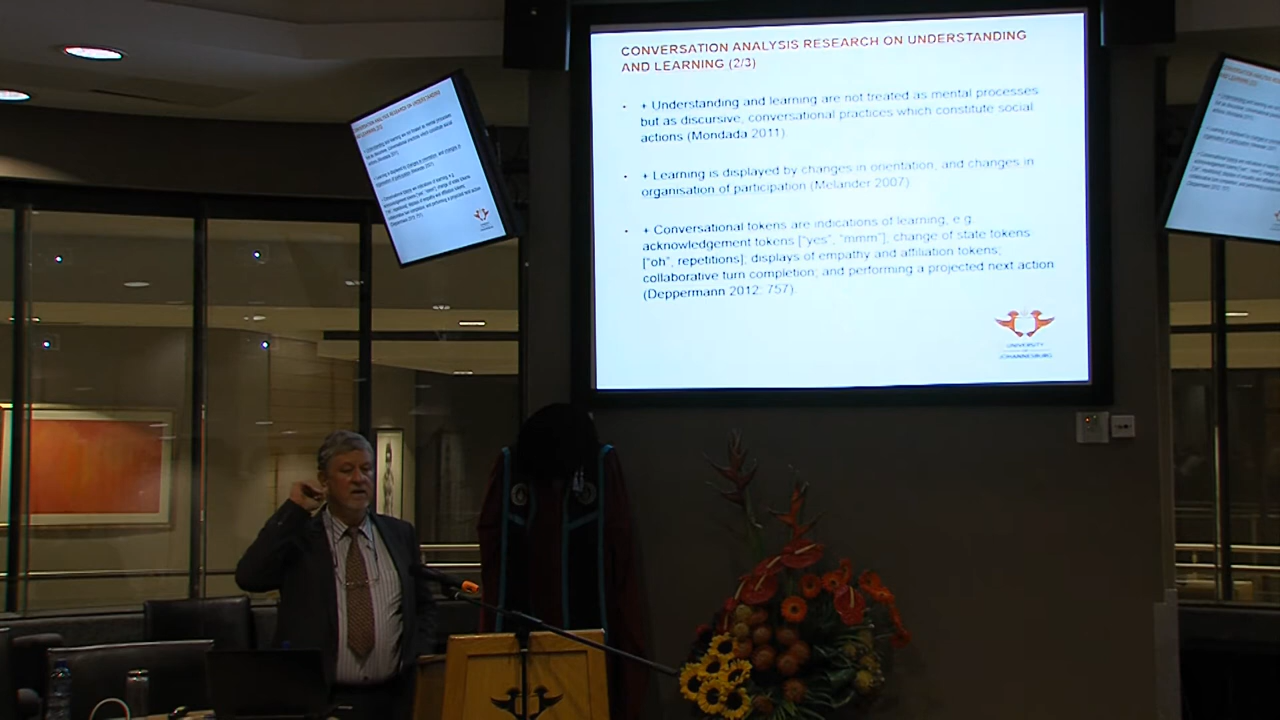 CONVERSATION ANALYSIS RESEARCH ON UNDERSTANDING
AND LEARNING (2/3)
+ Understanding and learning are not treated as mental processes
but as discursive, conversational practices which constitute social
actions (Mondada 2011).
+ Learning is displayed by changes in orientation, and changes in
organisation of participation (Melander 2007)
+ Conversational tokens are indications of learning, e.g.
acknowledgement tokens ["yes", "mmm"]; change of state tokens
["oh", repetitions]; displays of empathy and affiliation tokens;
collaborative turn completion; and performing a projected next action
(Deppermann 2012: 757).
UNIVERSITY
OF
JOHANNESBURG